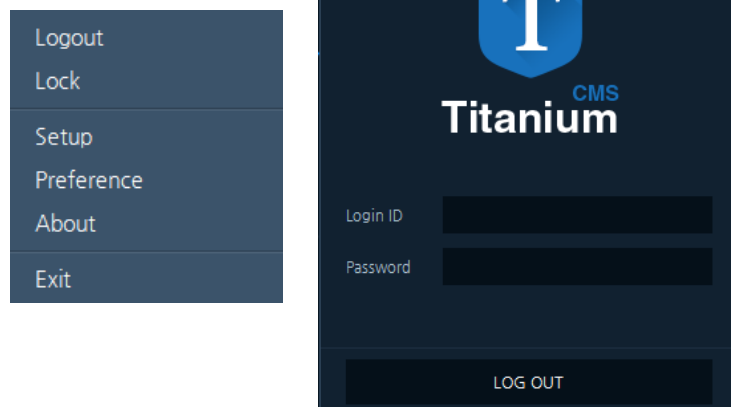 Logout
Lock
Setup
Preference
About
Exit
T
CMS
Titanium
Login ID
Password
LOG OUT